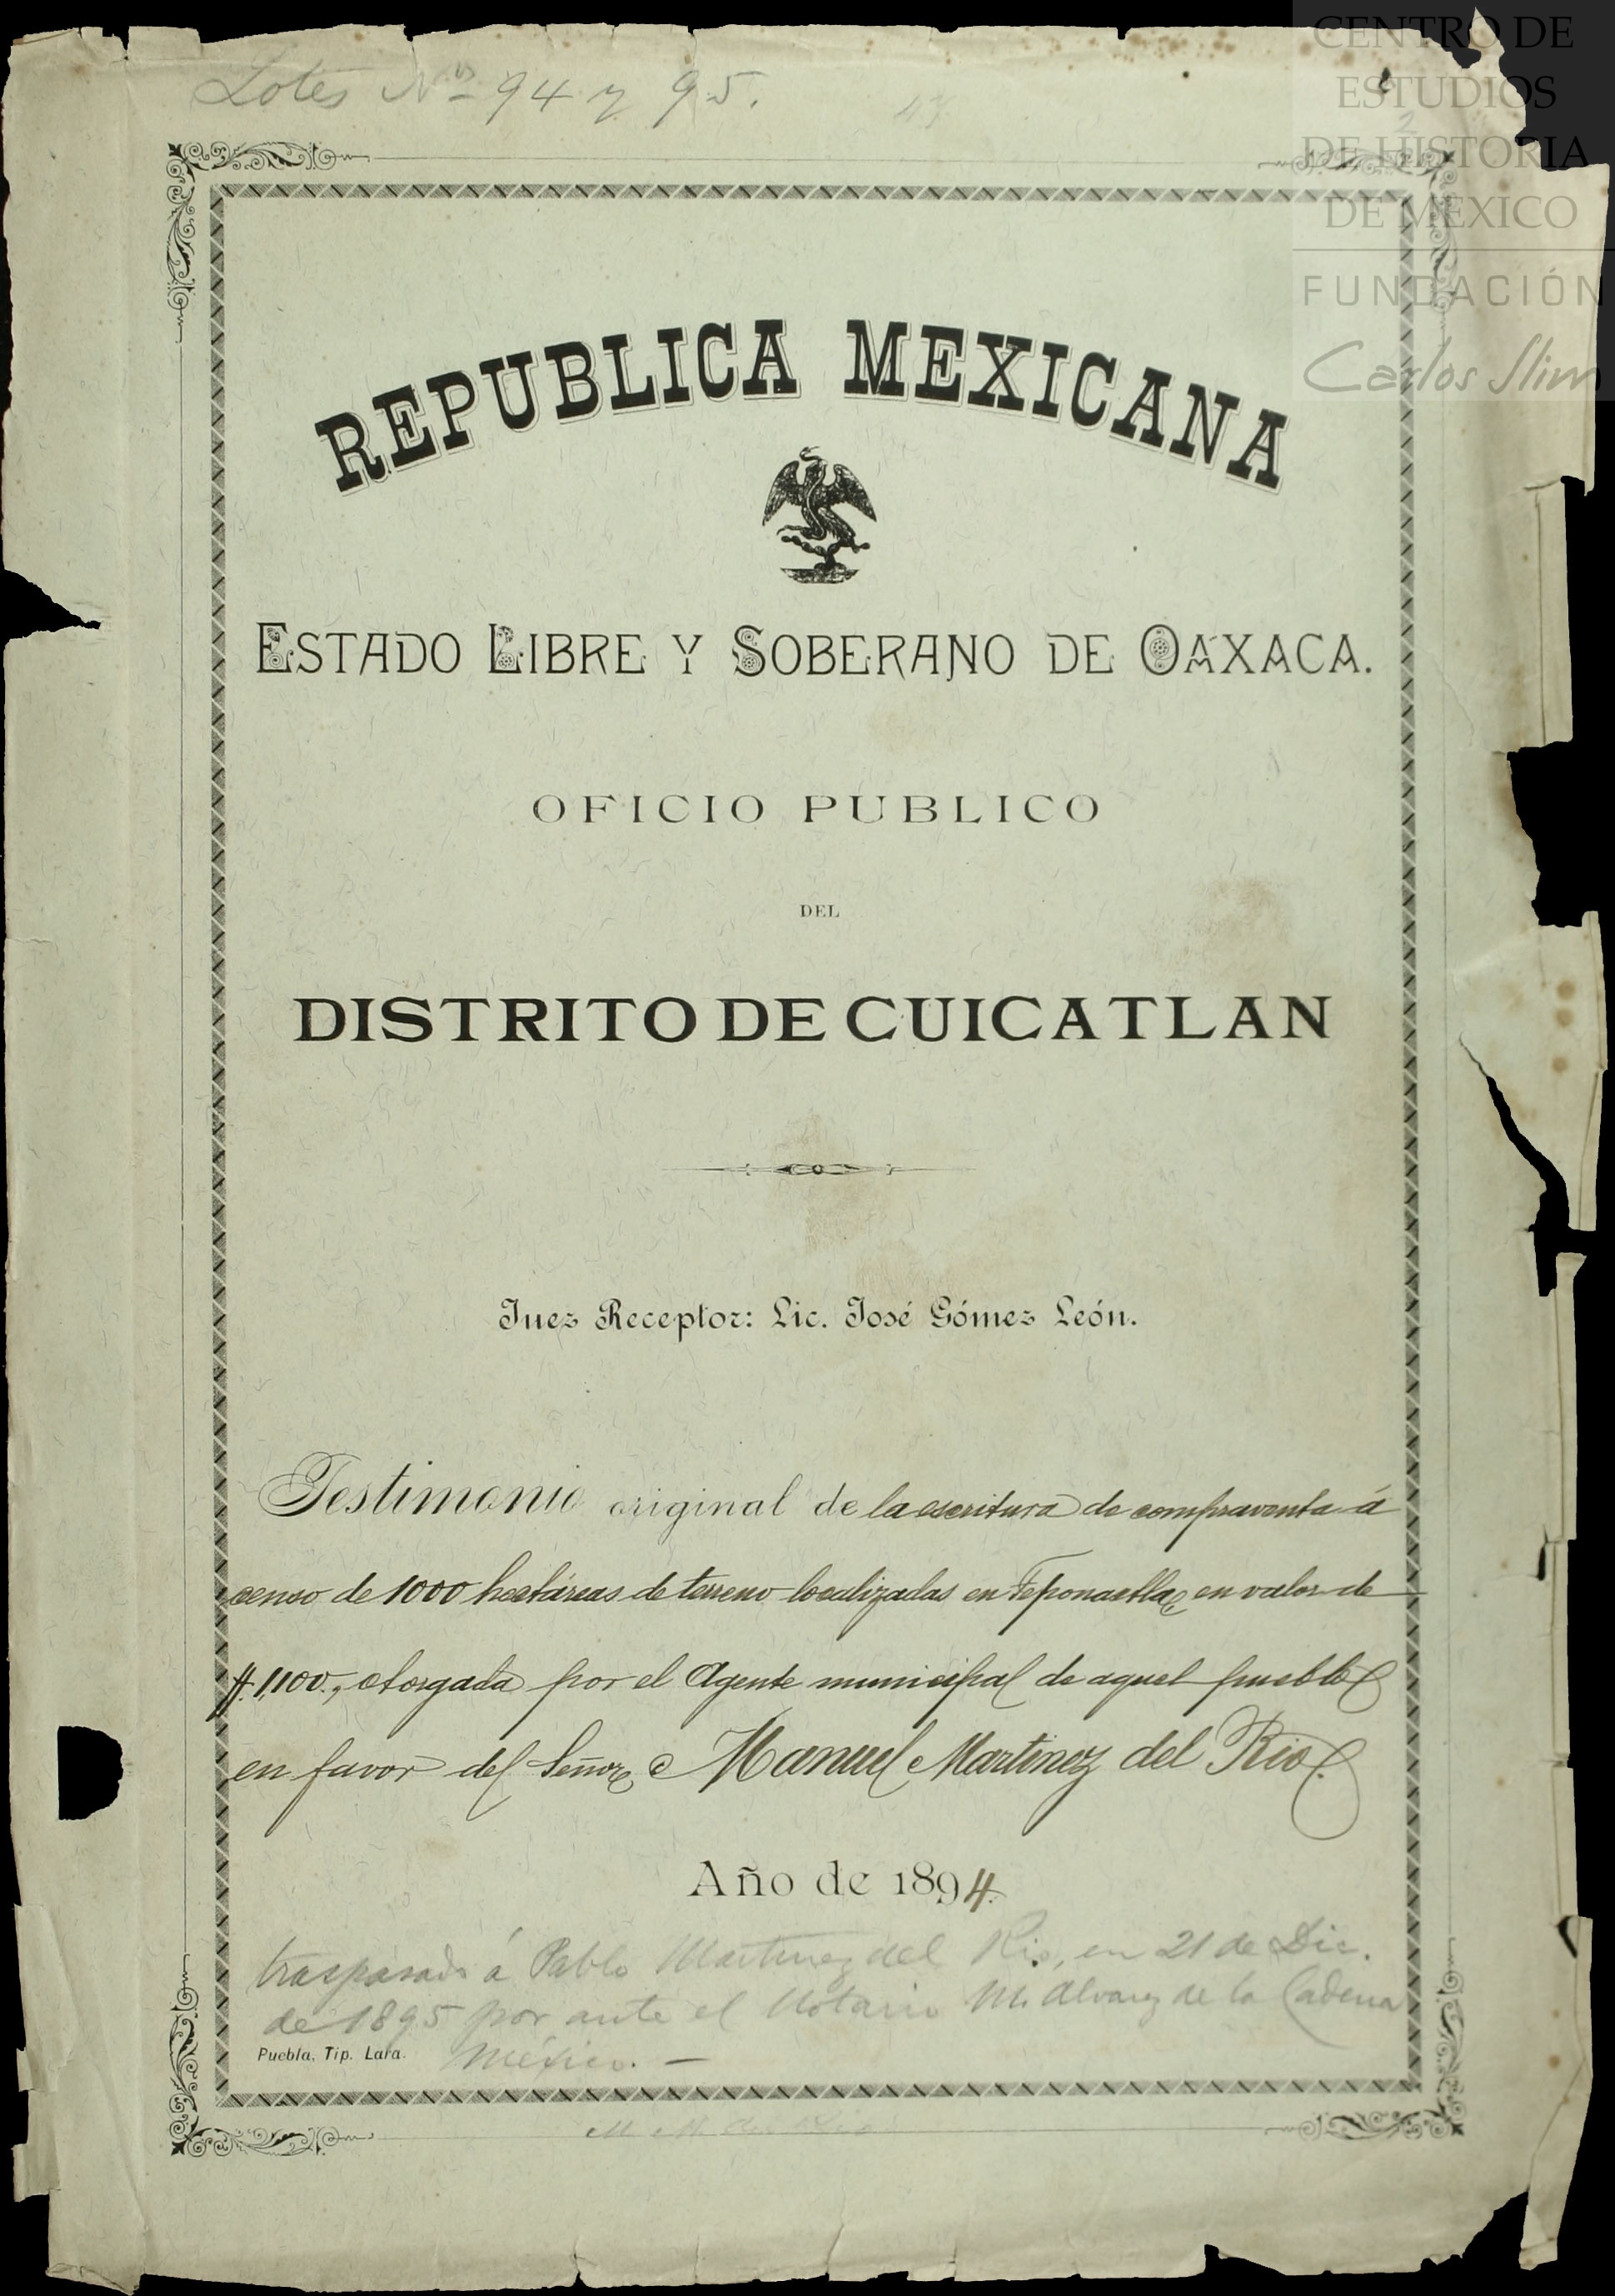 Lotes Nos 94 y 95.
CENTRO DE
ESTUDIOS
DE HISTORIA
DE MÉXICO
FUNDACIÓN
Carlos Slim
REPUBLICA MEXICANA
ESTADO LIBRE Y SOBERANO DE OAXACA.
OFICIO PUBLICO
DEL
DISTRITO DE CUICATLAN
Juez Receptor: Lic. José Gómez León.
Testimonio original de la escritura de compraventa á
censo de 1000 hectáreas de terreno localizadas en Teponaxtla, en valor de
$1,100., otorgada por el Agente municipal de aquel pueblo
en favor del Señor Manuel Martinez del Rio.
Año de 1894.
traspasado á Pablo Martinez del Rio, en 21 de Dic.
de 1895 por ante el Notario M. Alvarez de la Cadena
México. —
Puebla, Tip. Lara.